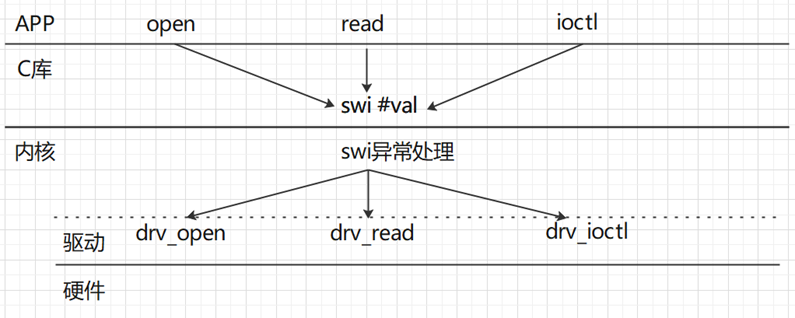 APP open read ioctl
C库
swi #val
内核 swi异常处理
驱动 drv_open drv_read drv_ioctl
硬件